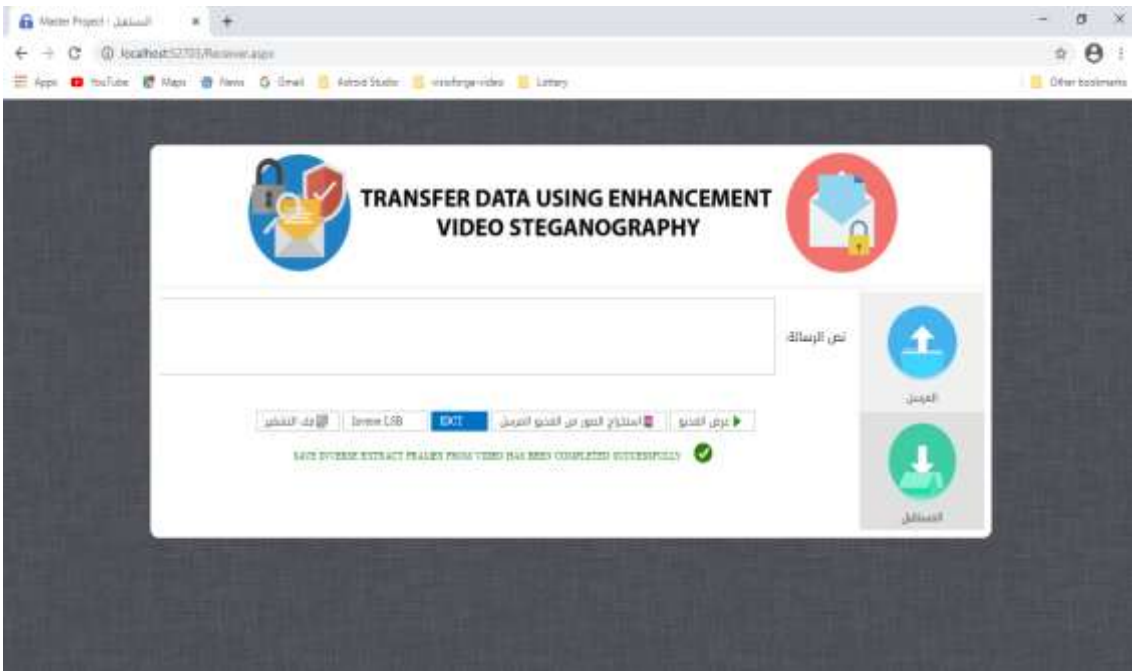 Master Project | المستقبل
localhost:52703/Receiver.aspx
Apps YouTube Maps News Gmail Astroid Studio Lottery Other bookmarks
TRANSFER DATA USING ENHANCEMENT
VIDEO STEGANOGRAPHY
نص الرسالة:
المرسل
عرض الفديو استخراج الصور من الفديو المرسل Inverse LSB فك التشفير
SAVE INVERSE EXTRACT FRAMES FROM VIDEO HAS BEEN COMPLETED SUCCESSFULLY
المستقبل